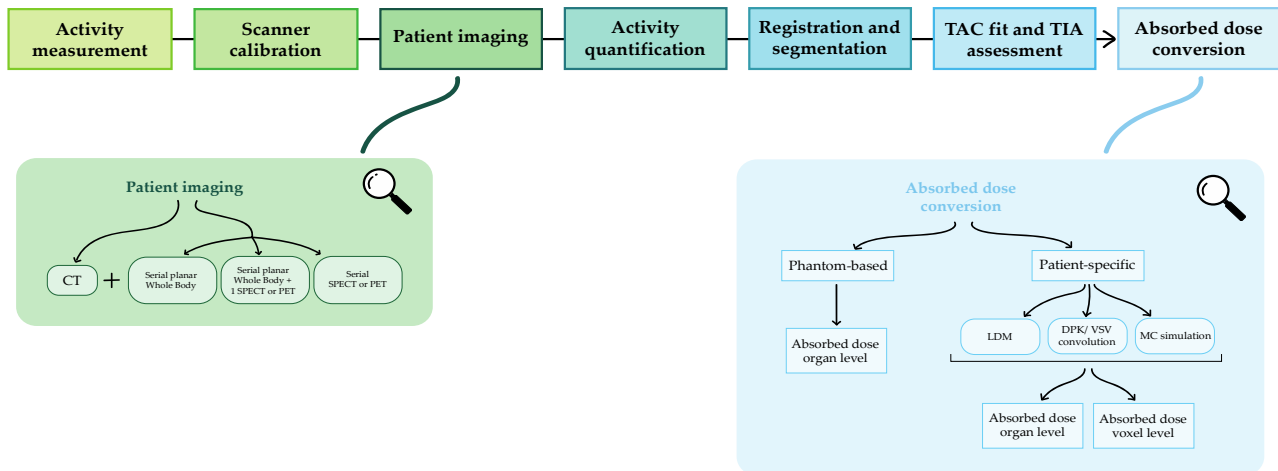 Activity
measurement
Scanner
calibration
Patient imaging
Activity
quantification
Registration and
segmentation
TAC fit and TIA
assessment
Absorbed dose
conversion
Patient imaging
CT
+
Serial planar
Whole Body
Serial planar
Whole Body +
1 SPECT or PET
Serial
SPECT or PET
Absorbed dose
conversion
Phantom-based
Patient-specific
Absorbed dose
organ level
LDM
DPK/ VSV
convolution
MC simulation
Absorbed dose
organ level
Absorbed dose
voxel level